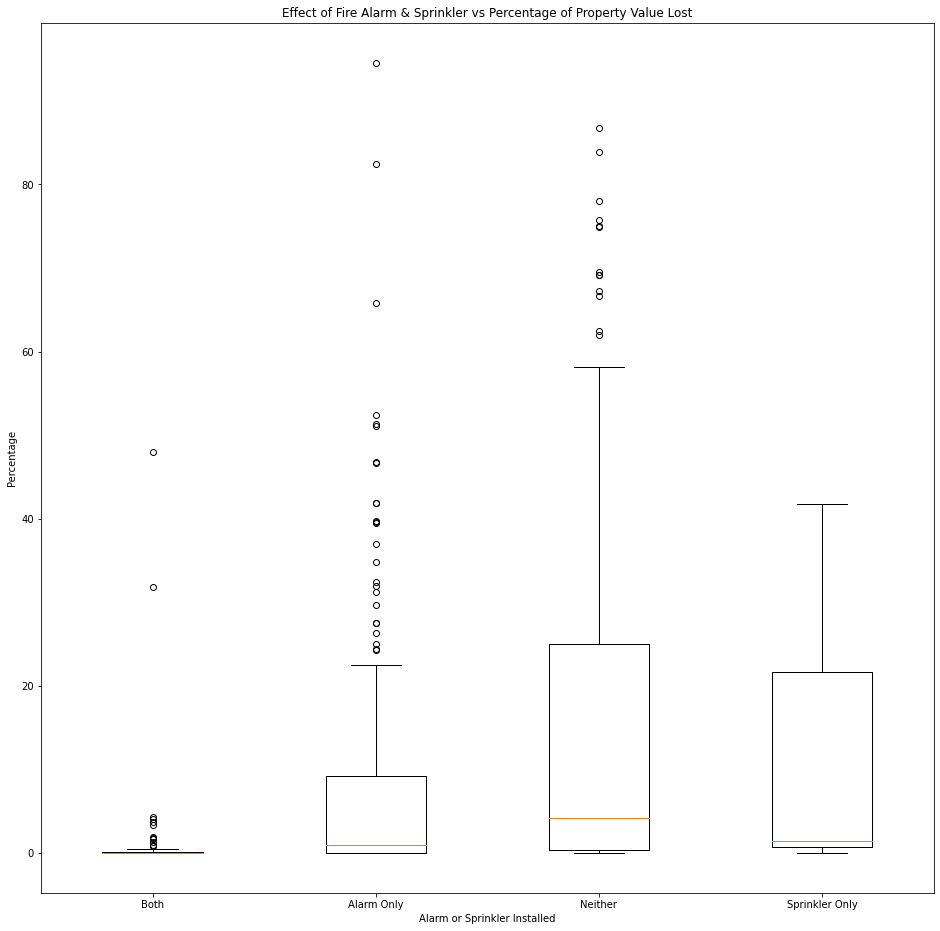 Effect of Fire Alarm & Sprinkler vs Percentage of Property Value Lost
80
60
40
20
0
Percentage
Both
Alarm Only
Neither
Sprinkler Only
Alarm or Sprinkler Installed